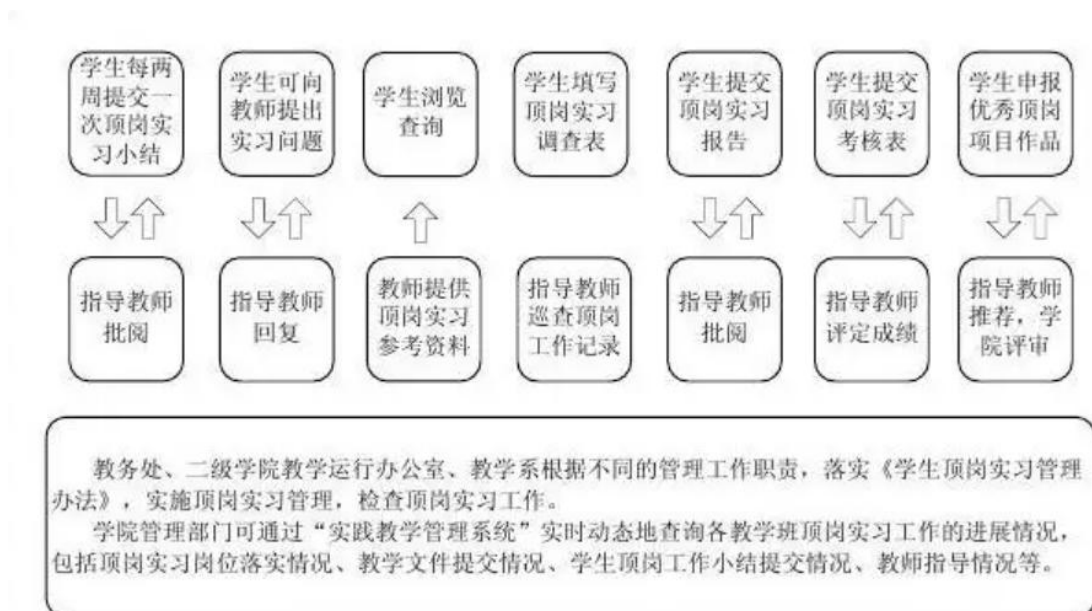 学生每两
周提交一
次顶岗实
习小结
学生可向
教师提出
实习问题
学生浏览
查询
学生填写
顶岗实习
调查表
学生提交
顶岗实习
报告
学生提交
顶岗实习
考核表
学生申报
优秀顶岗
项目作品
指导教师
批阅
指导教师
回复
教师提供
顶岗实习
参考资料
指导教师
巡查顶岗
工作记录
指导教师
批阅
指导教师
评定成绩
指导教师
推荐，学
院评审
教务处、二级学院教学运行办公室、教学系根据不同的管理工作职责，落实《学生顶岗实习管理
办法》，实施顶岗实习管理，检查顶岗实习工作。
学院管理部门可通过“实践教学管理系统”实时动态地查询各教学班顶岗实习工作的进展情况，
包括顶岗实习岗位落实情况、教学文件提交情况、学生顶岗工作小结提交情况、教师指导情况等。